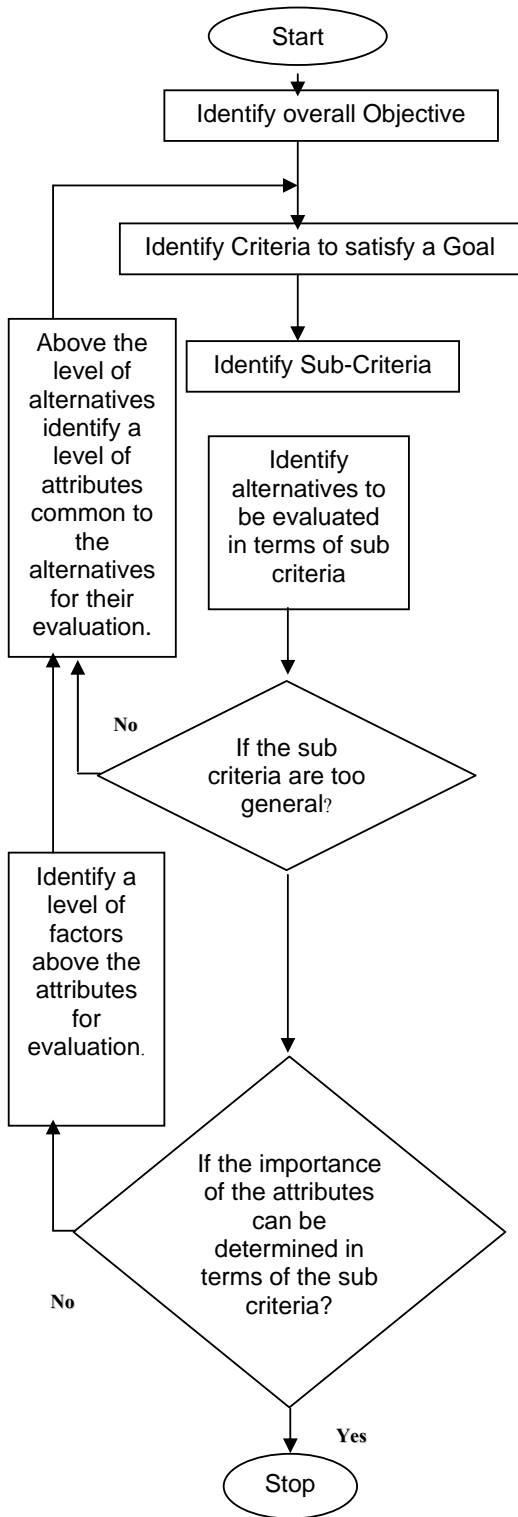 Start
Identify overall Objective
Identify Criteria to satisfy a Goal
Identify Sub-Criteria
Above the
level of
alternatives
identify a
level of
attributes
common to
the
alternatives
for their
evaluation.
Identify
alternatives to
be evaluated
in terms of sub
criteria
No
If the sub
criteria are too
general?
Identify a
level of
factors
above the
attributes
for
evaluation.
If the importance
of the attributes
can be
determined in
terms of the sub
criteria?
No
Yes
Stop